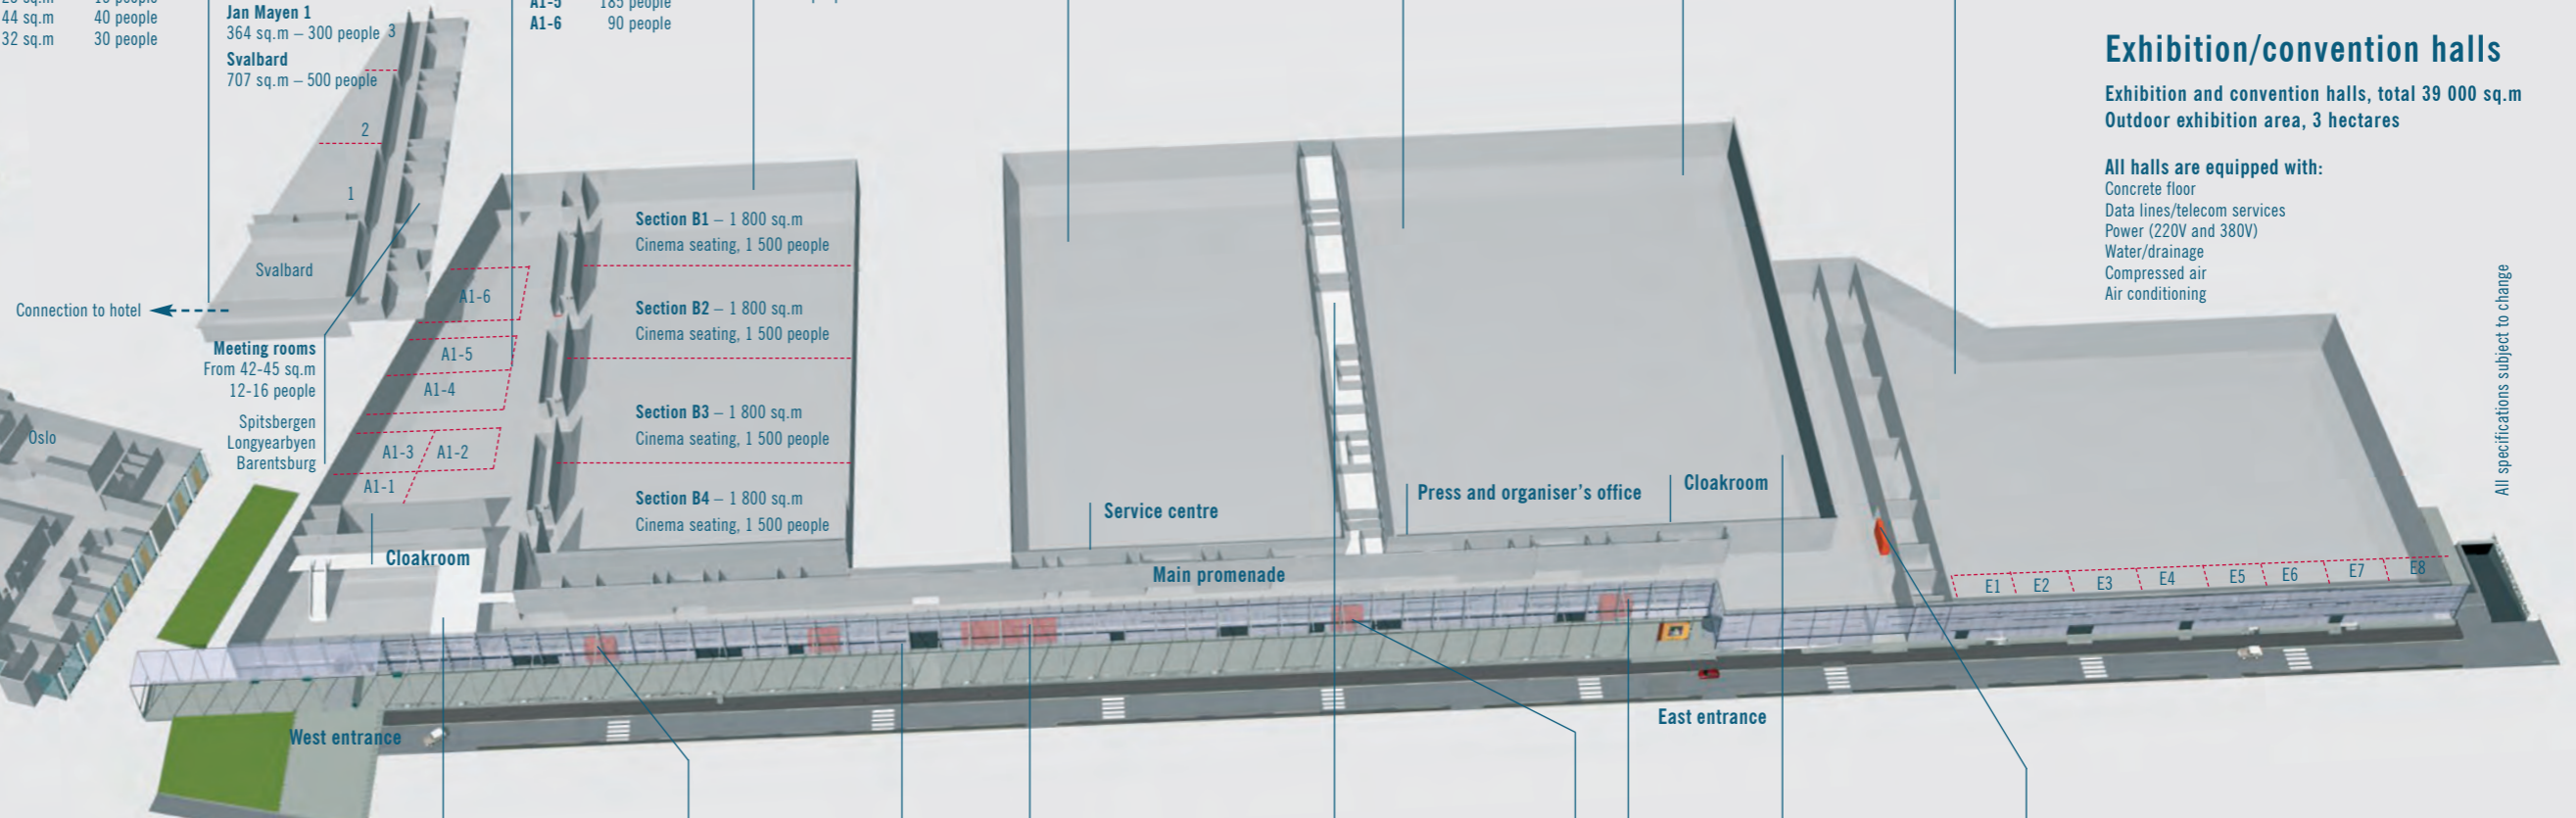 44 sq.m 40 people
32 sq.m 30 people
Jan Mayen 1
364 sq.m – 300 people
Svalbard
707 sq.m – 500 people
A1-5 185 people
A1-6 90 people
3
2
1
Svalbard
Connection to hotel
Meeting rooms
From 42-45 sq.m
12-16 people
Spitsbergen
Longyearbyen
Barentsburg
Oslo
A1-6
A1-5
A1-4
A1-3
A1-2
A1-1
Cloakroom
Section B1 – 1 800 sq.m
Cinema seating, 1 500 people
Section B2 – 1 800 sq.m
Cinema seating, 1 500 people
Section B3 – 1 800 sq.m
Cinema seating, 1 500 people
Section B4 – 1 800 sq.m
Cinema seating, 1 500 people
Service centre
Press and organiser’s office
Cloakroom
Main promenade
West entrance
East entrance
E1
E2
E3
E4
E5
E6
E7
E8
Exhibition/convention halls
Exhibition and convention halls, total 39 000 sq.m
Outdoor exhibition area, 3 hectares
All halls are equipped with:
Concrete floor
Data lines/telecom services
Power (220V and 380V)
Water/drainage
Compressed air
Air conditioning
All specifications subject to change